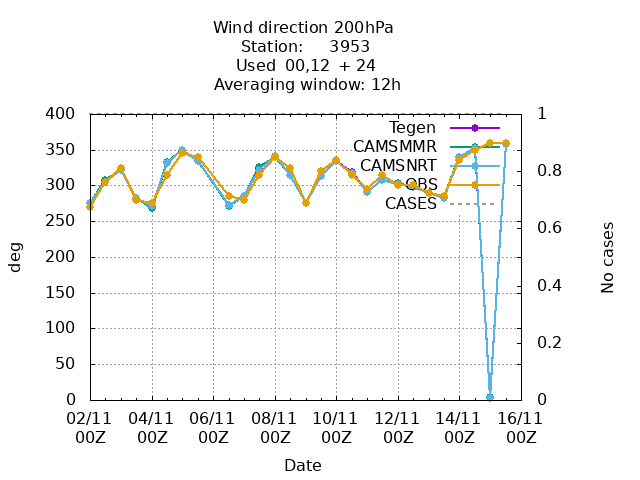 Wind direction 200hPa
Station: 3953
Used 00,12 + 24
Averaging window: 12h
400 1
Tegen
350 CAMSMMR
0.8
CAMSNRT
300 OBS
CASES
250 0.6
200
deg No cases
150 0.4
100
0.2
50
0 0
02/11 04/11 06/11 08/11 10/11 12/11 14/11 16/11
00Z 00Z 00Z 00Z 00Z 00Z 00Z 00Z
Date